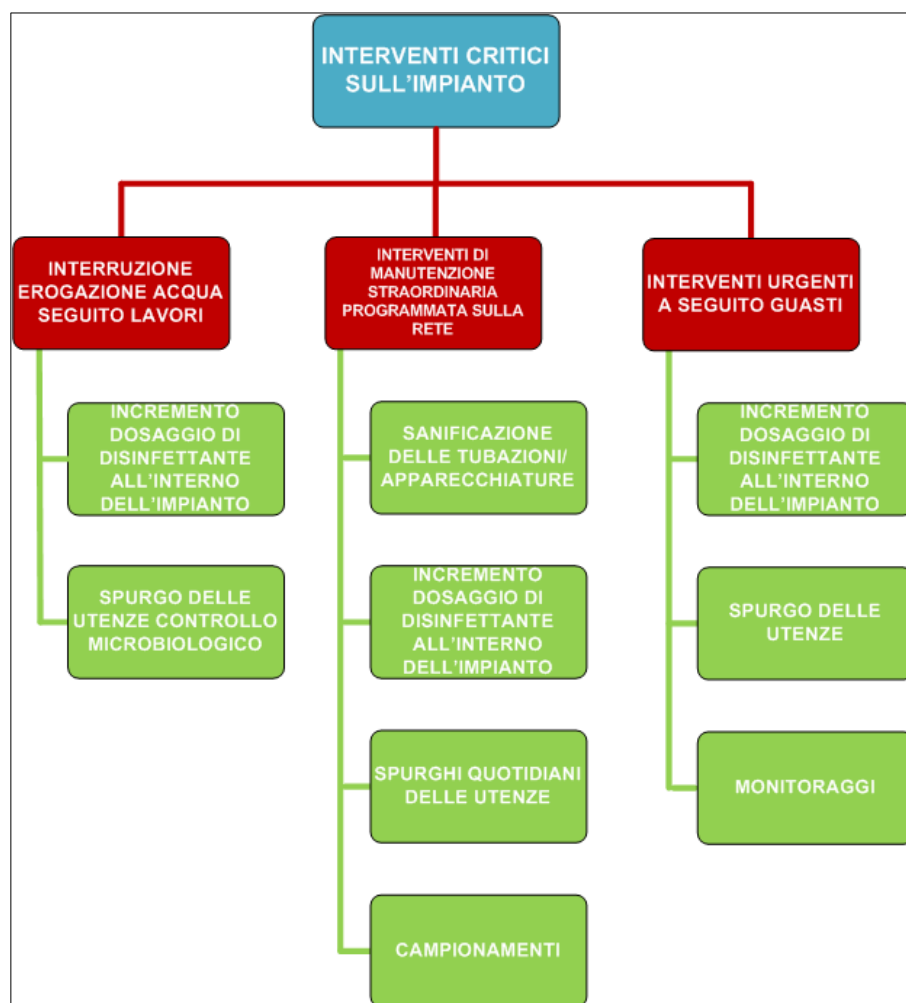 INTERVENTI CRITICI
SULL'IMPIANTO
INTERRUZIONE
EROGAZIONE ACQUA
SEGUITO LAVORI
INCREMENTO
DOSAGGIO DI
DISINFETTANTE
ALL'INTERNO
DELL'IMPIANTO
SPURGO DELLE
UTENZE CONTROLLO
MICROBIOLOGICO
INTERVENTI DI
MANUTENZIONE
STRAORDINARIA
PROGRAMMATA SULLA
RETE
SANIFICAZIONE
DELLE TUBAZIONI/
APPARECCHIATURE
INCREMENTO
DOSAGGIO DI
DISINFETTANTE
ALL'INTERNO
DELL'IMPIANTO
SPURGHI QUOTIDIANI
DELLE UTENZE
CAMPIONAMENTI
INTERVENTI URGENTI
A SEGUITO GUASTI
INCREMENTO
DOSAGGIO DI
DISINFETTANTE
ALL'INTERNO
DELL'IMPIANTO
SPURGO DELLE
UTENZE
MONITORAGGI